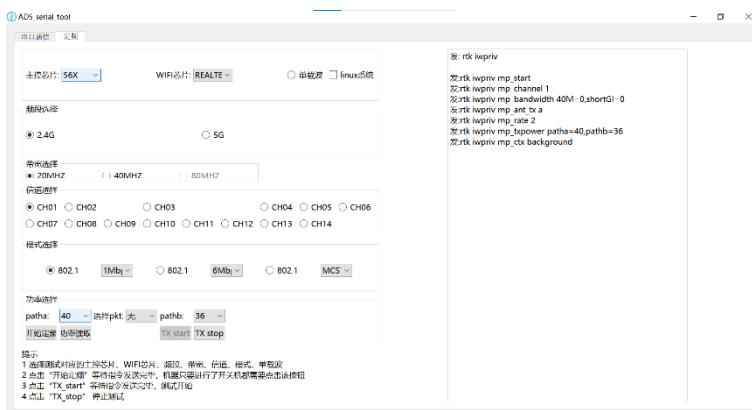 ADS_serial_tool
串口通信 定频
主控芯片: 56X WIFI芯片: REALTE 单载波 linux系统
频段选择
2.4G 5G
带宽选择
20MHZ 40MHZ 80MHZ
信道选择
CH01 CH02 CH03 CH04 CH05 CH06
CH07 CH08 CH09 CH10 CH11 CH12 CH13 CH14
模式选择
802.1 1Mb 802.1 6Mb 802.1 MCS
功率选择
patha: 40 选择pkt: 无 pathb: 36
开始定频 功率读取 TX start TX stop
提示
1 选择测试对应的主控芯片、WIFI芯片、频段、带宽、信道、模式、单载波
2 点击 “开始定频” 等待指令发送完毕，机器只要进行了开关机都需要点击该按钮
3 点击 “TX_start” 等待指令发送完毕，测试开始
4 点击 “TX_stop” 停止测试
发: rtk iwpriv
发:rtk iwpriv mp_start
发:rtk iwpriv mp_channel 1
发:rtk iwpriv mp_bandwidth 40M=0,shortGI=0
发:rtk iwpriv mp_ant_tx a
发:rtk iwpriv mp_rate 2
发:rtk iwpriv mp_txpower patha=40,pathb=36
发:rtk iwpriv mp_ctx background